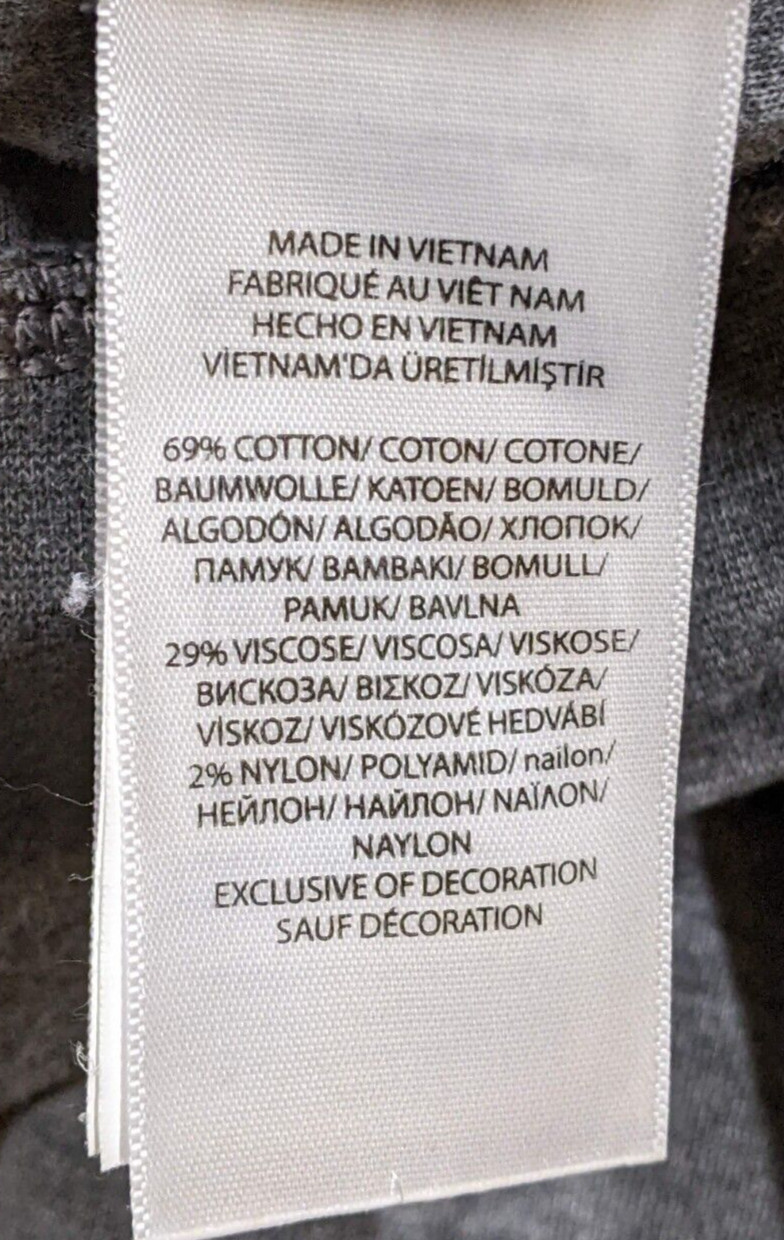 MADE IN VIETNAM
FABRIQUÉ AU VIÊT NAM
HECHO EN VIETNAM
VİETNAM'DA ÜRETİLMİŞTİR
69% COTTON/ COTON/ COTONE/
BAUMWOLLE/ KATOEN/ BOMULD/
ALGODÓN/ ALGODÃO/ ХЛОПОК/
ПАМУК/ BAMBAKI/ BOMULL/
PAMUK/ BAVLNA
29% VISCOSE/ VISCOSA/ VISKOSE/
ВИСКОЗА/ ΒΙΣΚΟΖ/ VISKÓZA/
VİSKOZ/ VISKÓZOVÉ HEDVÁBÍ
2% NYLON/ POLYAMID/ nailon/
НЕЙЛОН/ НАЙЛОН/ ΝΑΪΛΟΝ/
NAYLON
EXCLUSIVE OF DECORATION
SAUF DÉCORATION